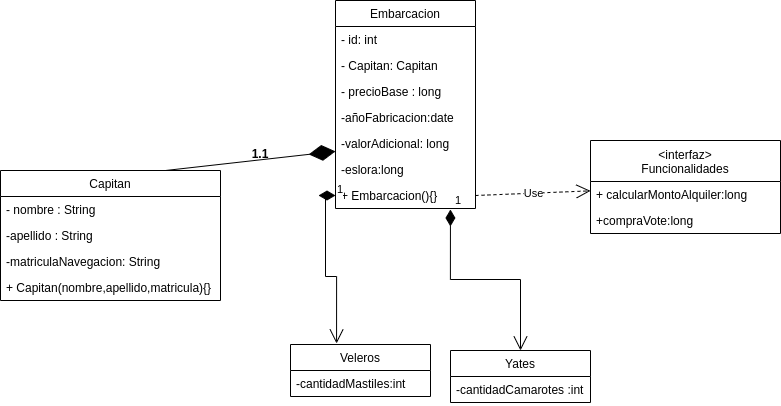 Embarcacion
- id: int
- Capitan: Capitan
- precioBase : long
-añoFabricacion:date
-valorAdicional: long
-eslora:long
+ Embarcacion(){}
1.1
1
1
Use
<interfaz>
Funcionalidades
+ calcularMontoAlquiler:long
+compraVote:long
Capitan
- nombre : String
-apellido : String
-matriculaNavegacion: String
+ Capitan(nombre,apellido,matricula){}
Veleros
-cantidadMastiles:int
Yates
-cantidadCamarotes :int